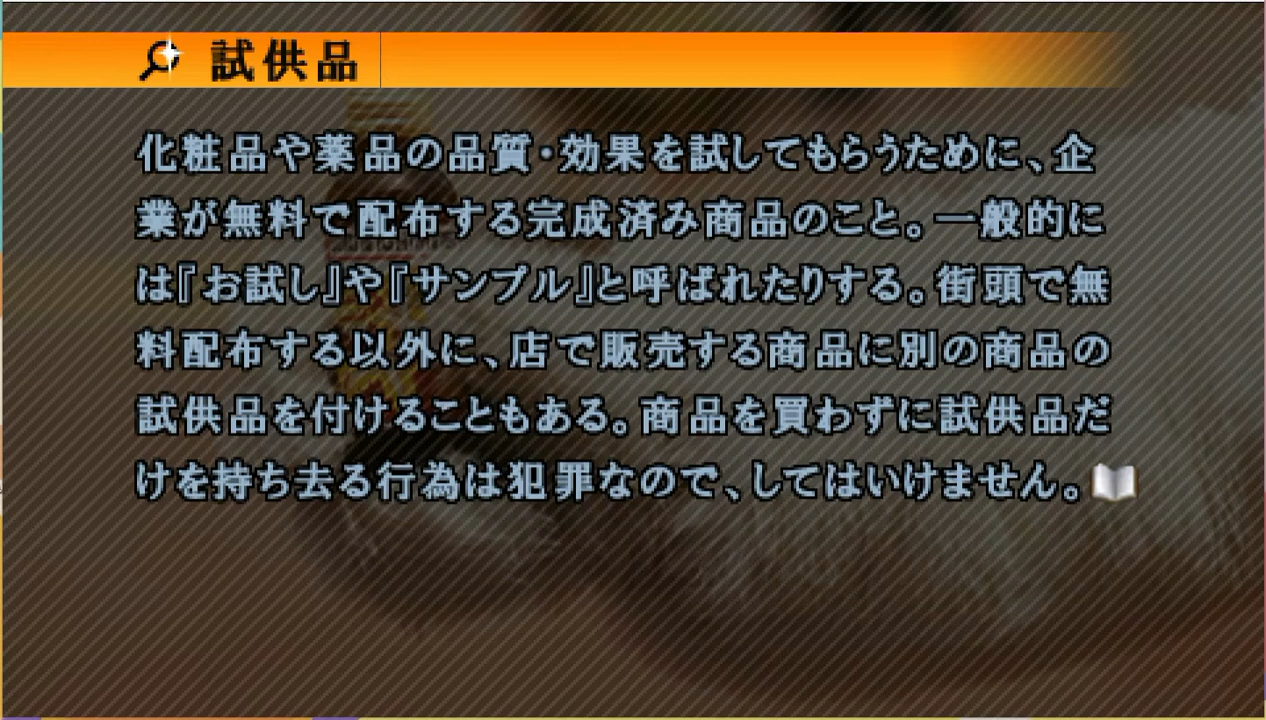 試供品
化粧品や薬品の品質・効果を試してもらうために、企
業が無料で配布する完成済み商品のこと。一般的に
は『お試し』や『サンプル』と呼ばれたりする。街頭で無
料配布する以外に、店で販売する商品に別の商品の
試供品を付けることもある。商品を買わずに試供品だ
けを持ち去る行為は犯罪なので、してはいけません。